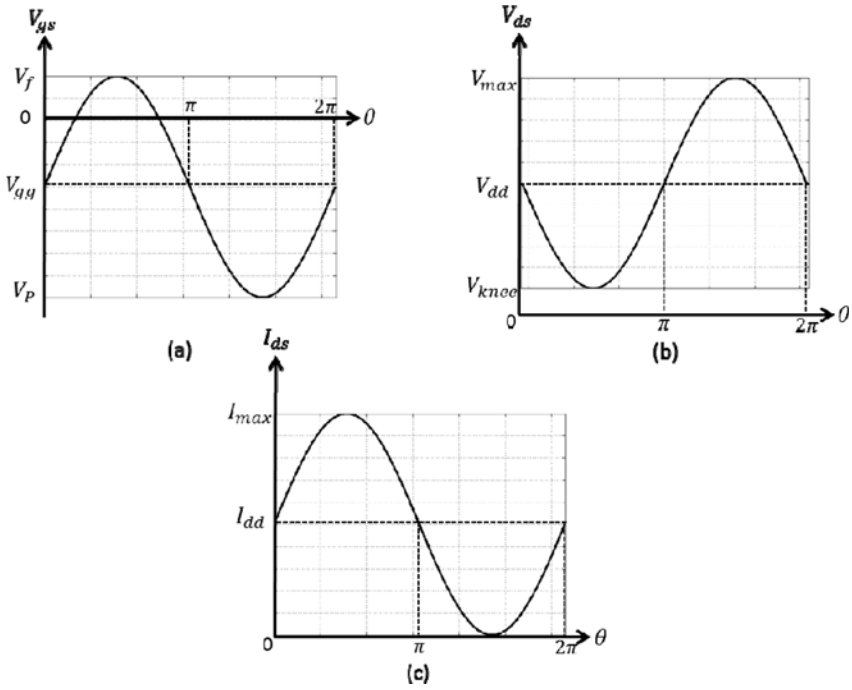 V_gs
V_f
0
π
2π
θ
V_gg
V_P
(a)
V_ds
V_max
V_dd
V_knee
0
π
2π
θ
(b)
I_ds
I_max
I_dd
0
π
2π
θ
(c)